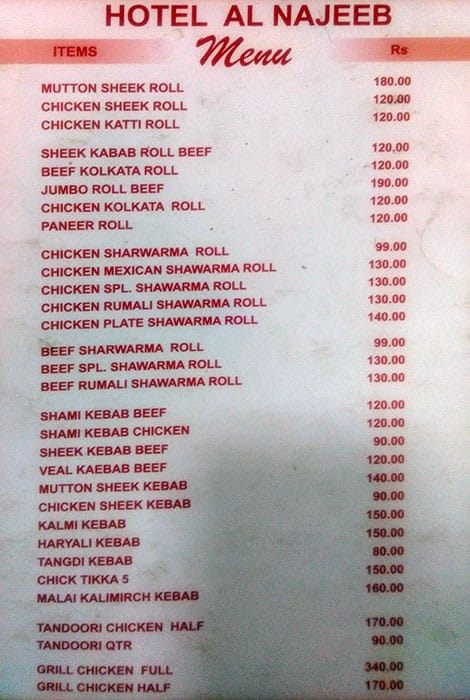 HOTEL AL NAJEEB
ITEMS Menu Rs
MUTTON SHEEK ROLL 180.00
CHICKEN SHEEK ROLL 120.00
CHICKEN KATTI ROLL 120.00
SHEEK KABAB ROLL BEEF 120.00
BEEF KOLKATA ROLL 120.00
JUMBO ROLL BEEF 190.00
CHICKEN KOLKATA ROLL 120.00
PANEER ROLL 120.00
CHICKEN SHARWARMA ROLL 99.00
CHICKEN MEXICAN SHAWARMA ROLL 130.00
CHICKEN SPL. SHAWARMA ROLL 130.00
CHICKEN RUMALI SHAWARMA ROLL 130.00
CHICKEN PLATE SHAWARMA ROLL 140.00
BEEF SHARWARMA ROLL 99.00
BEEF SPL. SHAWARMA ROLL 130.00
BEEF RUMALI SHAWARMA ROLL 130.00
SHAMI KEBAB BEEF 120.00
SHAMI KEBAB CHICKEN 120.00
SHEEK KEBAB BEEF 90.00
VEAL KAEBAB BEEF 120.00
MUTTON SHEEK KEBAB 140.00
CHICKEN SHEEK KEBAB 90.00
KALMI KEBAB 150.00
HARYALI KEBAB 150.00
TANGDI KEBAB 80.00
CHICK TIKKA 5 150.00
MALAI KALIMIRCH KEBAB 160.00
TANDOORI CHICKEN HALF 170.00
TANDOORI QTR 90.00
GRILL CHICKEN FULL 340.00
GRILL CHICKEN HALF 170.00